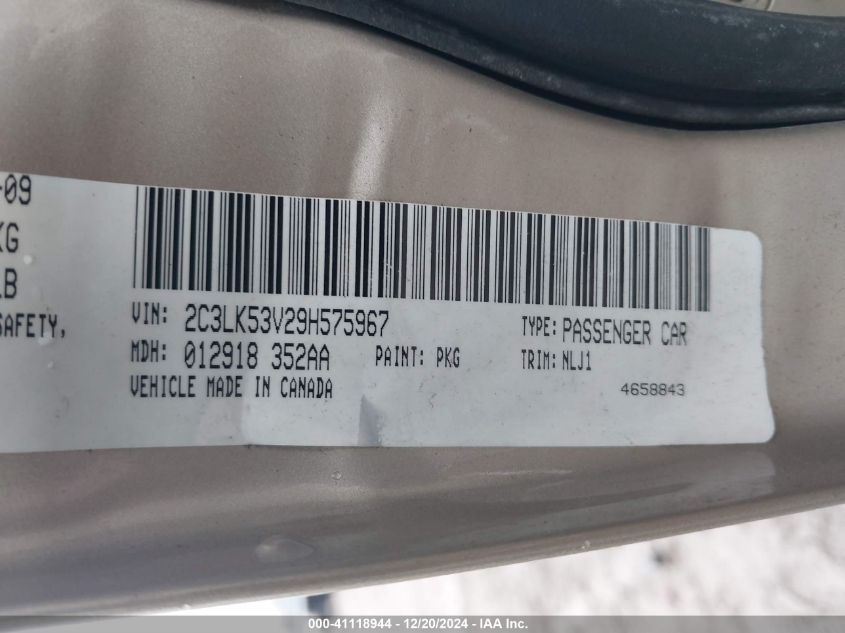 -09
KG
LB
SAFETY,
VIN: 2C3LK53V29H575967 TYPE: PASSENGER CAR
MDH: 012918 352AA PAINT: PKG TRIM: NLJ1
VEHICLE MADE IN CANADA 4658843
000-41118944 - 12/20/2024 - IAA Inc.